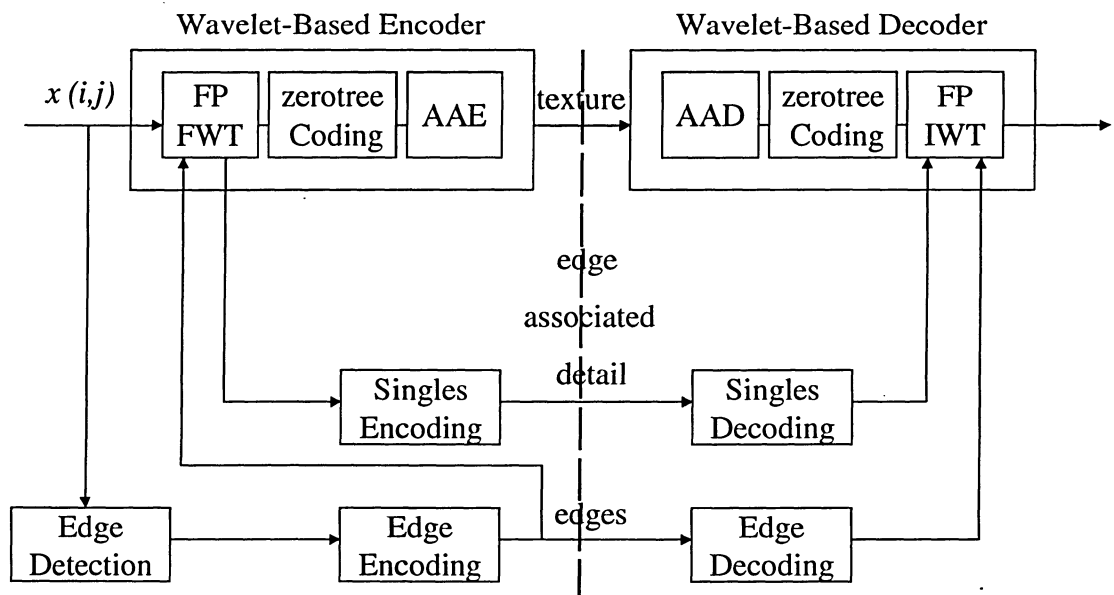 Wavelet-Based Encoder
Wavelet-Based Decoder
x (i,j)
FP
FWT
zerotree
Coding
AAE
texture
AAD
zerotree
Coding
FP
IWT
edge
associated
detail
Singles
Encoding
Singles
Decoding
Edge
Detection
Edge
Encoding
edges
Edge
Decoding